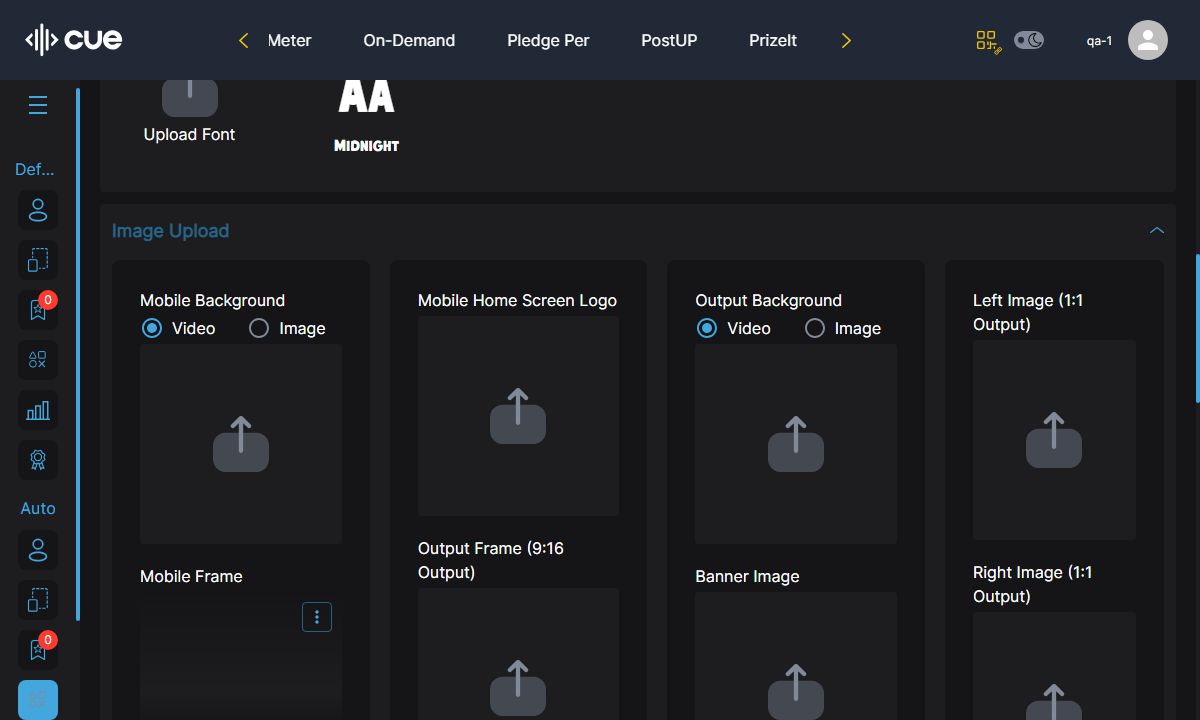 cue
Meter
On-Demand
Pledge Per
PostUP
PrizeIt
qa-1
Def...
0
Auto
0
Upload Font
AA
Midnight
Image Upload
Mobile Background
Video
Image
Mobile Frame
Mobile Home Screen Logo
Output Frame (9:16
Output)
Output Background
Video
Image
Banner Image
Left Image (1:1
Output)
Right Image (1:1
Output)